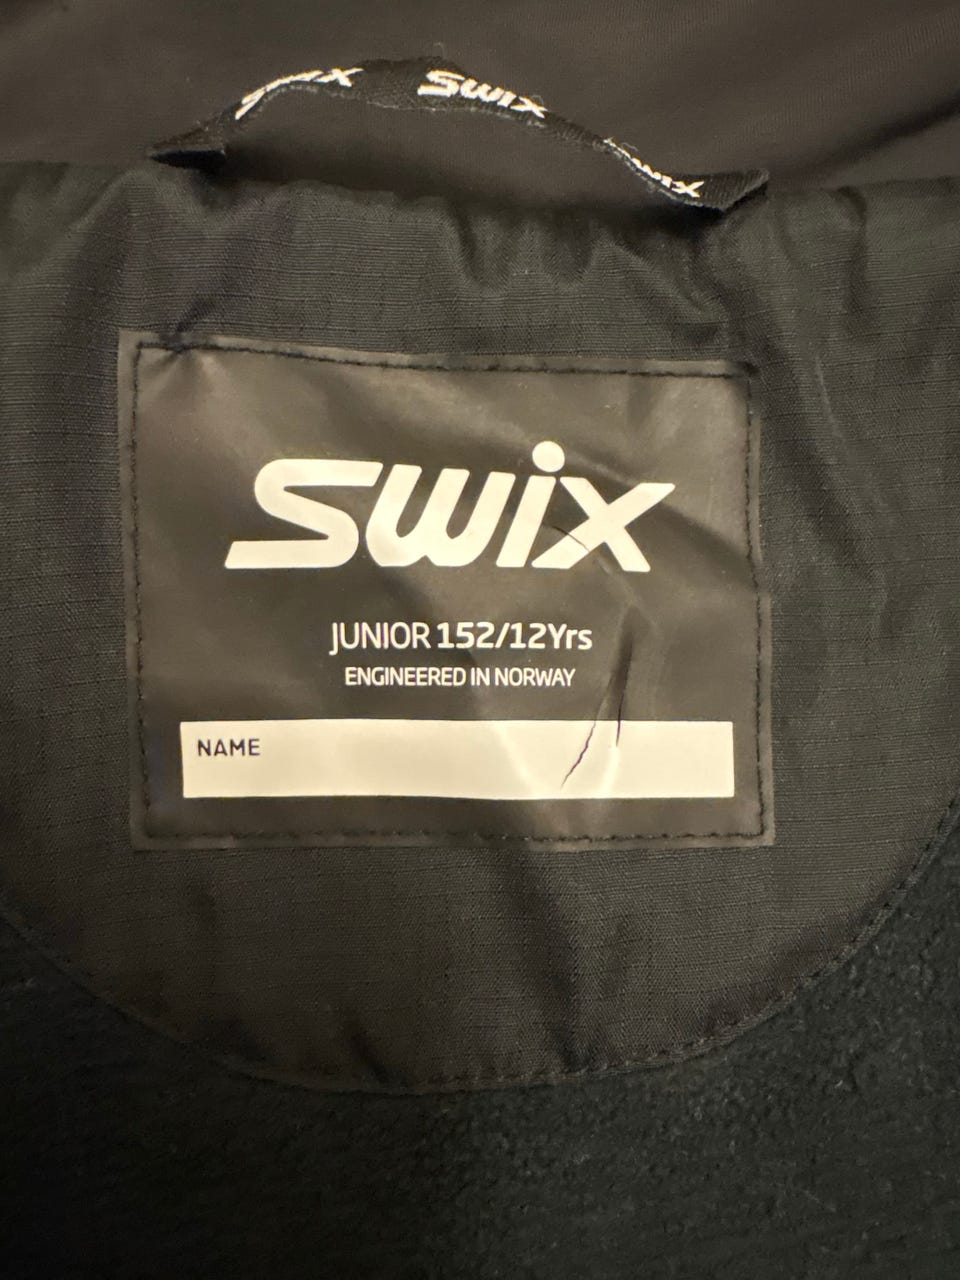 SWIX
SWIX
SWIX
SWIX
JUNIOR 152/12Yrs
ENGINEERED IN NORWAY
NAME